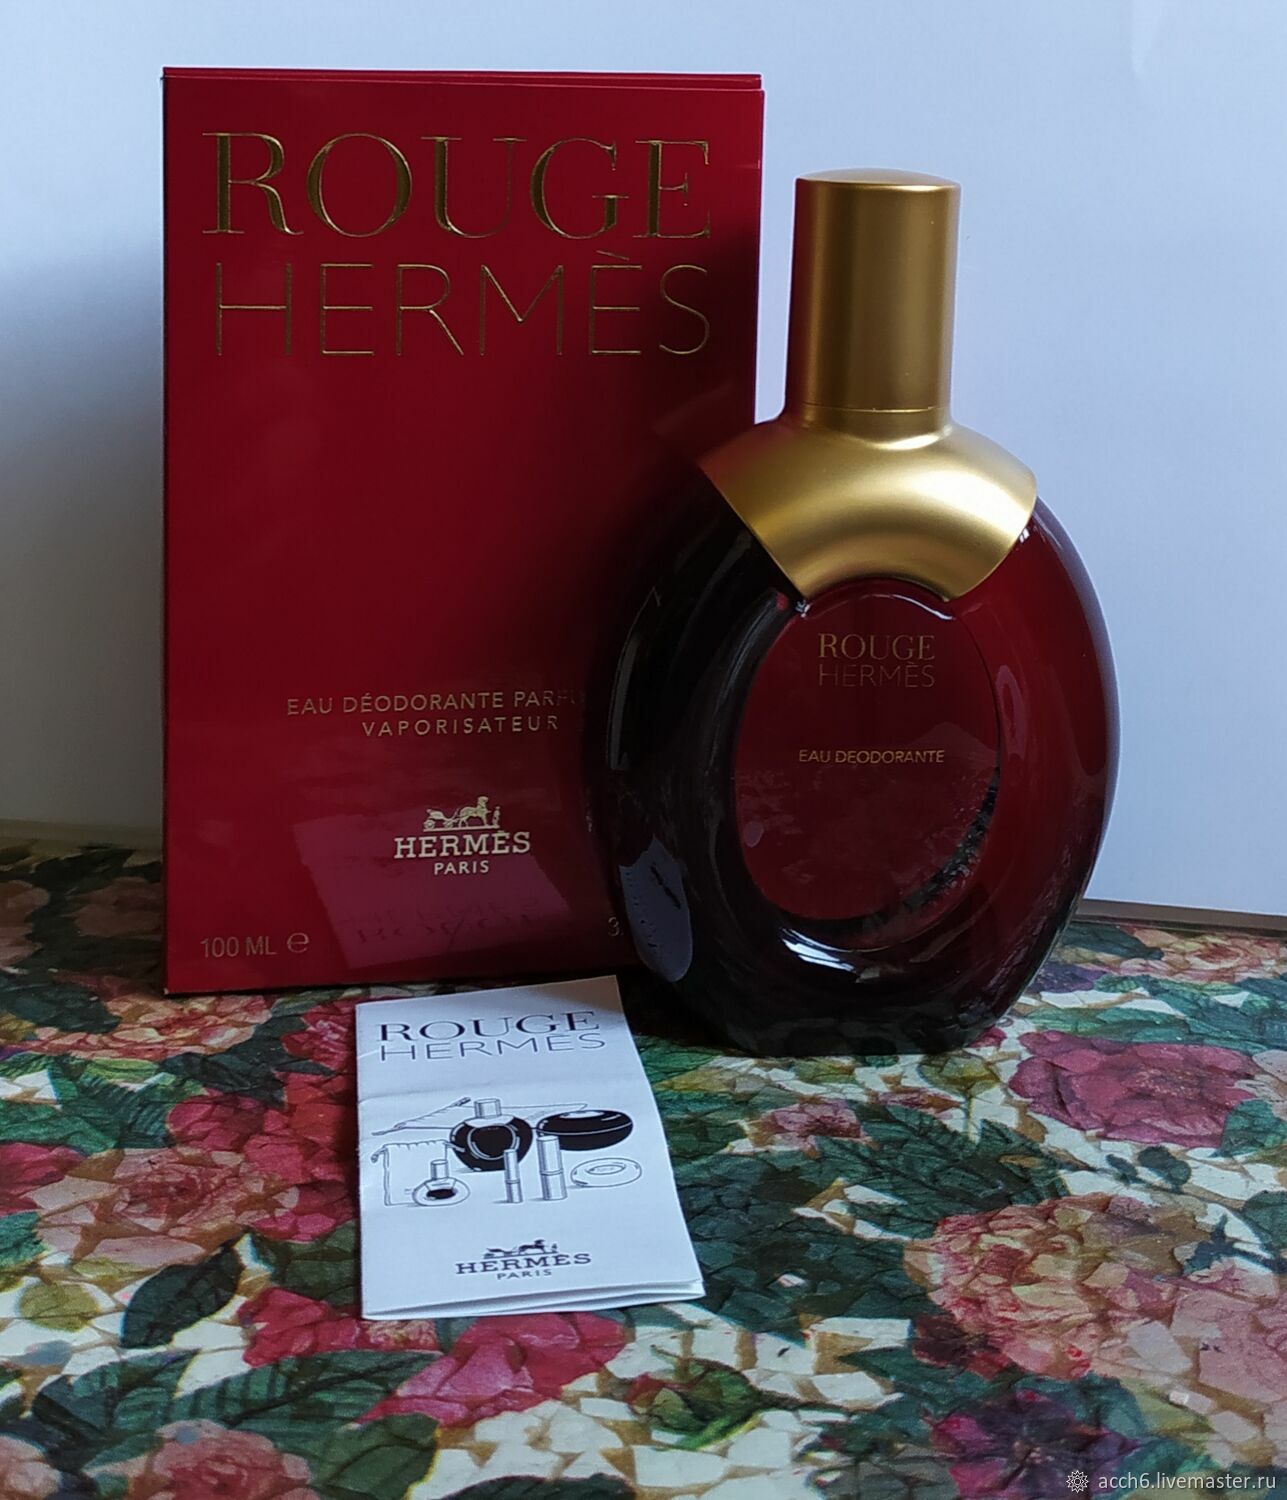 ROUGE
HERMÈS
EAU DÉODORANTE
VAPORISATEUR
HERMÈS
PARIS
100 ML ℮
ROUGE
HERMÈS
EAU DEODORANTE
ROUGE
HERMÈS
HERMÈS
PARIS
acch6.livemaster.ru